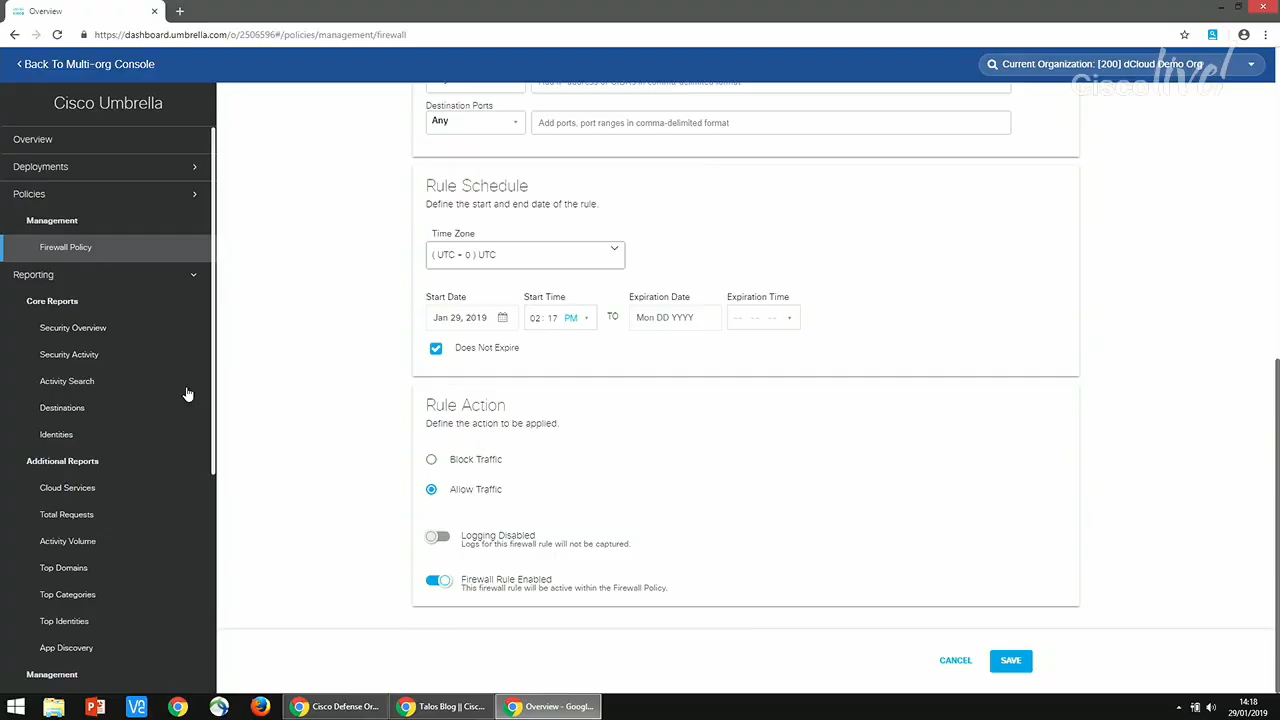 Overview
https://dashboard.umbrella.com/o/2506596#/policies/management/firewall
Back To Multi-org Console
Current Organization: [200] dCloud Demo Org
Cisco live!
Cisco Umbrella
Overview
Deployments
Policies
Management
Firewall Policy
Reporting
Core Reports
Security Overview
Security Activity
Activity Search
Destinations
Identities
Additional Reports
Cloud Services
Total Requests
Activity Volume
Top Domains
Top Categories
Top Identities
App Discovery
Management
Destination Ports
Any
Add ports, port ranges in comma-delimited format
Rule Schedule
Define the start and end date of the rule.
Time Zone
( UTC + 0 ) UTC
Start Date
Start Time
Expiration Date
Expiration Time
Jan 29, 2019
02: 17 PM
TO
Mon DD YYYY
-- -- --
Does Not Expire
Rule Action
Define the action to be applied.
Block Traffic
Allow Traffic
Logging Disabled
Logs for this firewall rule will not be captured.
Firewall Rule Enabled
This firewall rule will be active within the Firewall Policy.
CANCEL
SAVE
Cisco Defense Or...
Talos Blog || Cisc...
Overview - Googl...
14:18
29/01/2019